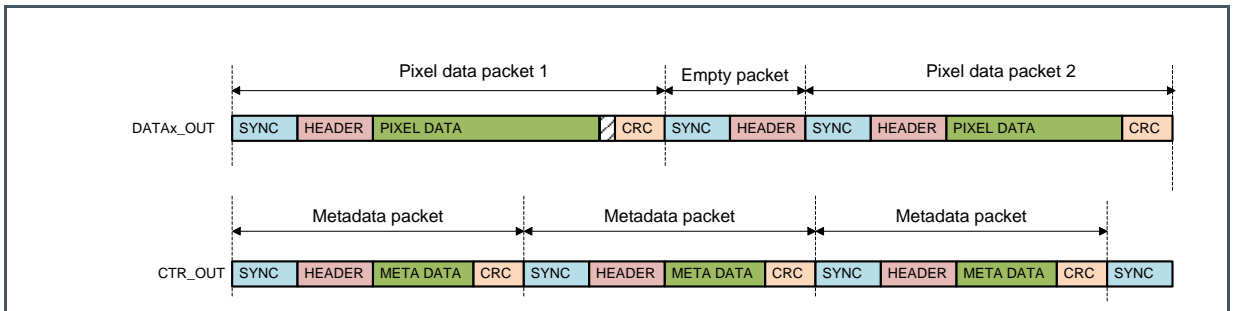 Pixel data packet 1 Empty packet Pixel data packet 2
DATAx_OUT SYNC HEADER PIXEL DATA CRC SYNC HEADER SYNC HEADER PIXEL DATA CRC
Metadata packet Metadata packet Metadata packet
CTR_OUT SYNC HEADER META DATA CRC SYNC HEADER META DATA CRC SYNC HEADER META DATA CRC SYNC